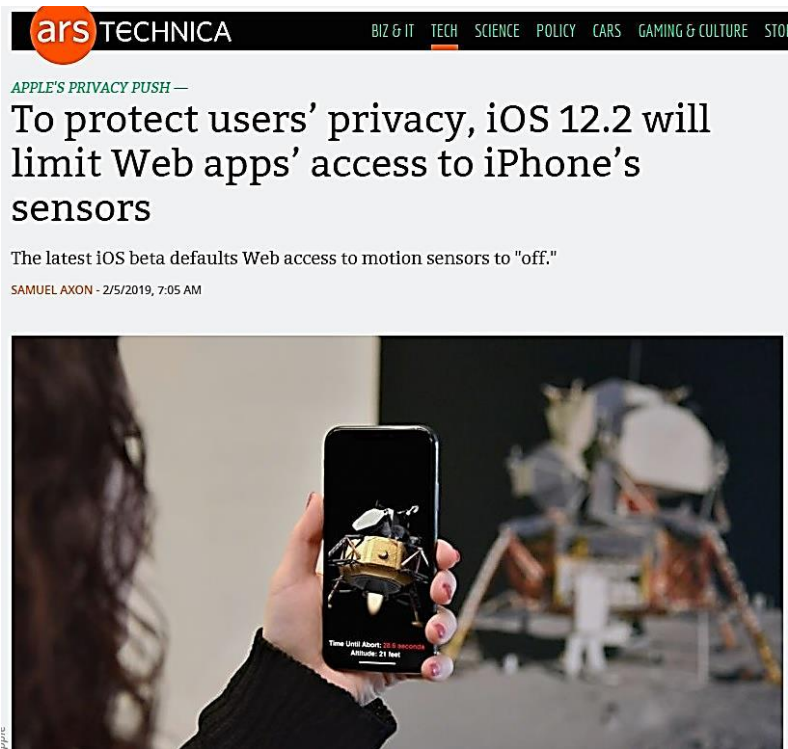 ars TECHNICA
BIZ & IT TECH SCIENCE POLICY CARS GAMING & CULTURE STO
APPLE'S PRIVACY PUSH —
To protect users’ privacy, iOS 12.2 will
limit Web apps’ access to iPhone’s
sensors
The latest iOS beta defaults Web access to motion sensors to "off."
SAMUEL AXON - 2/5/2019, 7:05 AM
Time Until Abort: 28.6 seconds
Altitude: 21 feet